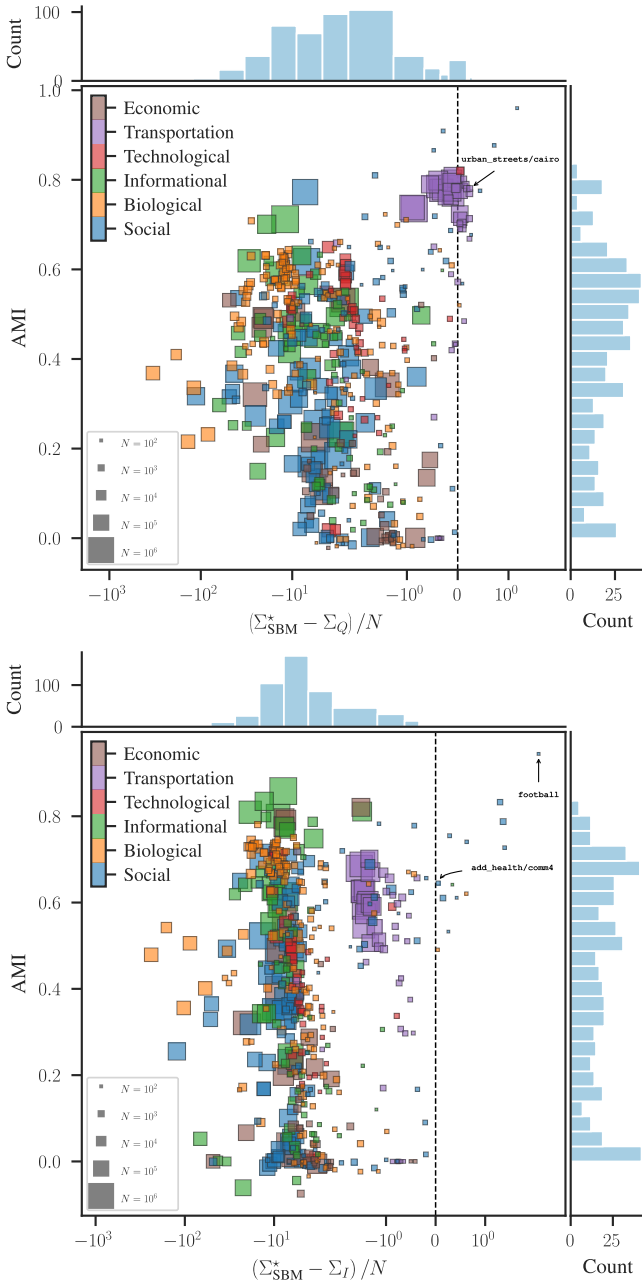 Count
100
0
1.0
0.8
0.6
0.4
0.2
0.0
AMI
Economic
Transportation
Technological
Informational
Biological
Social
urban_streets/cairo
N = 10²
N = 10³
N = 10⁴
N = 10⁵
N = 10⁶
−10³
−10²
−10¹
−10⁰
0
10⁰
(Σ*SBM − ΣQ)/N
0
25
Count
Count
100
0
0.8
0.6
0.4
0.2
0.0
AMI
Economic
Transportation
Technological
Informational
Biological
Social
football
add_health/comm4
N = 10²
N = 10³
N = 10⁴
N = 10⁵
N = 10⁶
−10³
−10²
−10¹
−10⁰
0
10⁰
(Σ*SBM − ΣI)/N
0
25
Count